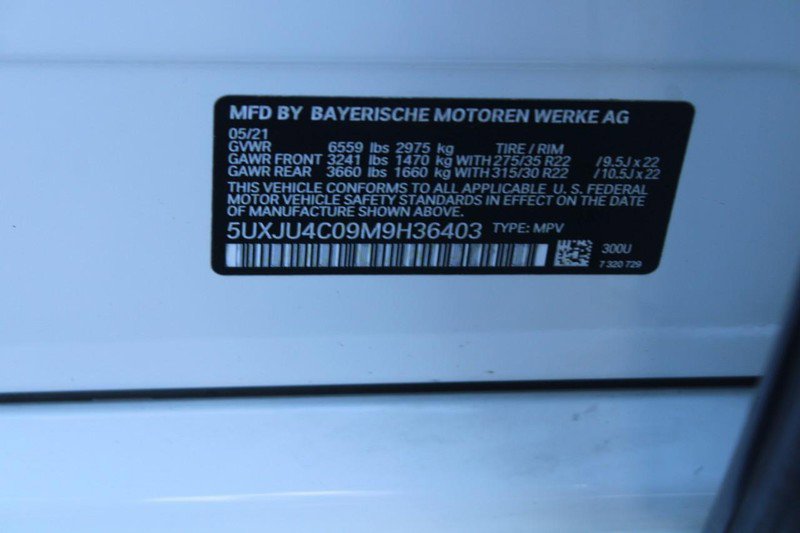 MFD BY BAYERISCHE MOTOREN WERKE AG
05/21
GVWR 6559 lbs 2975 kg TIRE / RIM
GAWR FRONT 3241 lbs 1470 kg WITH 275/35 R22 / 9.5J x 22
GAWR REAR 3660 lbs 1660 kg WITH 315/30 R22 / 10.5J x 22
THIS VEHICLE CONFORMS TO ALL APPLICABLE U. S. FEDERAL
MOTOR VEHICLE SAFETY STANDARDS IN EFFECT ON THE DATE
OF MANUFACTURE SHOWN ABOVE.
5UXJU4C09M9H36403 TYPE: MPV
300U
7 320 729